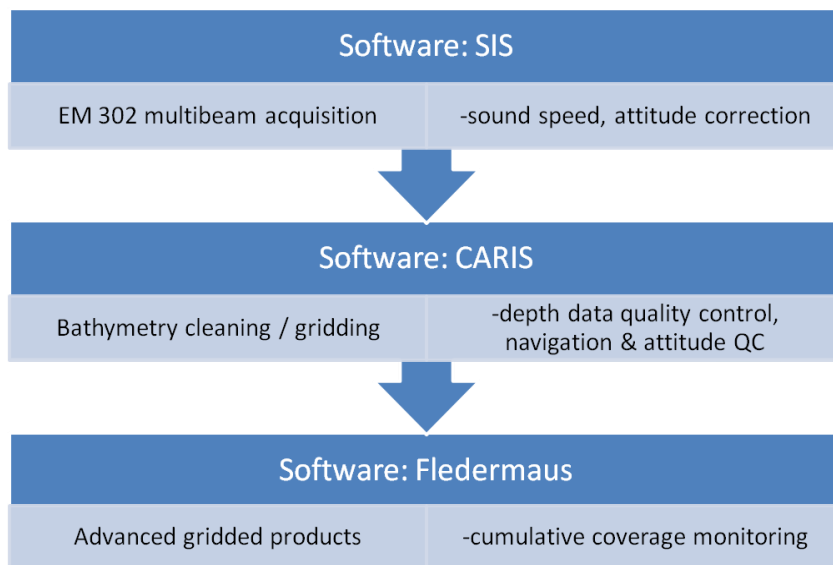 Software: SIS
EM 302 multibeam acquisition
-sound speed, attitude correction
Software: CARIS
Bathymetry cleaning / gridding
-depth data quality control,
navigation & attitude QC
Software: Fledermaus
Advanced gridded products
-cumulative coverage monitoring